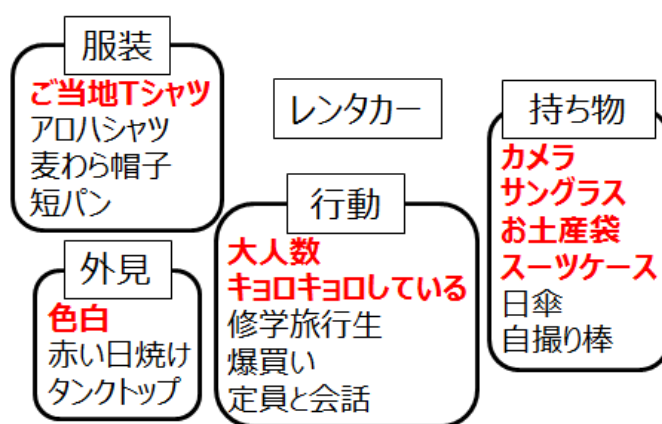 服装
ご当地Tシャツ
アロハシャツ
麦わら帽子
短パン
外見
色白
赤い日焼け
タンクトップ
レンタカー
行動
大人数
キョロキョロしている
修学旅行生
爆買い
定員と会話
持ち物
カメラ
サングラス
お土産袋
スーツケース
日傘
自撮り棒